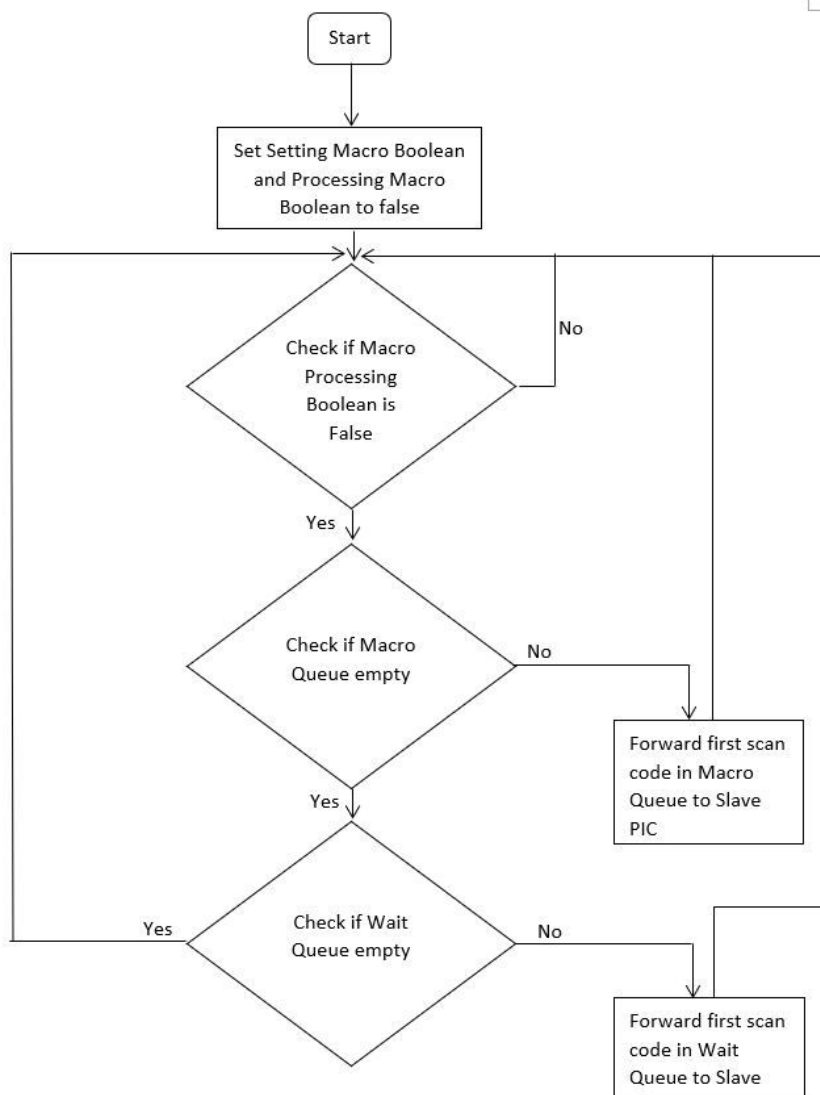 Start
Set Setting Macro Boolean
and Processing Macro
Boolean to false
No
Check if Macro
Processing
Boolean is
False
Yes
Check if Macro
Queue empty
No
Forward first scan
code in Macro
Queue to Slave
PIC
Yes
Check if Wait
Queue empty
Yes
No
Forward first scan
code in Wait
Queue to Slave